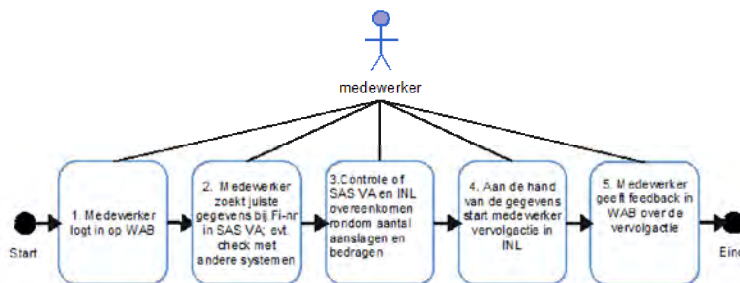 medewerker
1. Medewerker
logt in op WAB
2. Medewerker
zoekt juiste
gegevens bij Fi-nr
in SAS VA; evt.
check met
andere systemen
3.Controle of
SAS VA en INL
overeenkomen
rondom aantal
aanslagen en
bedragen
4. Aan de hand
van de gegevens
start medewerker
vervolgactie in
INL
5. Medewerker
geeft feedback in
WAB over de
vervolgactie
Start
Eind